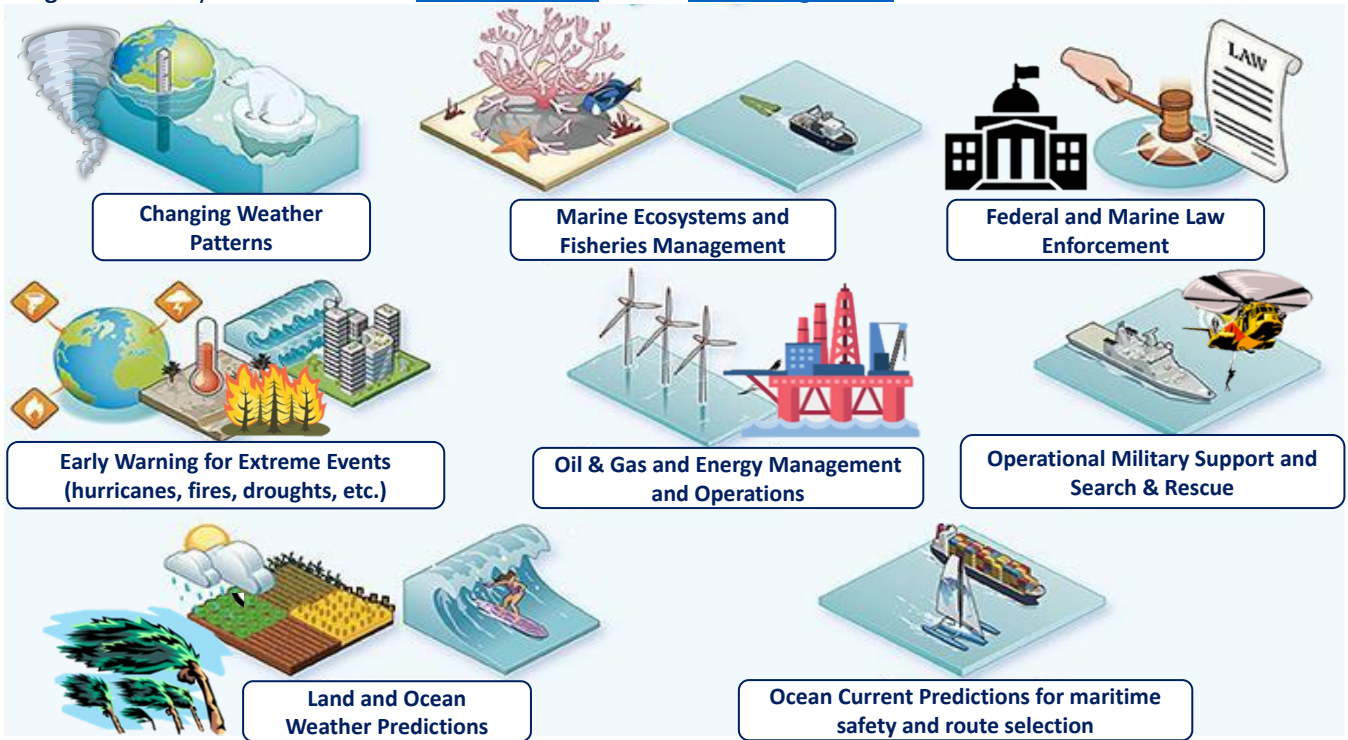 LAW
Changing Weather
Patterns
Marine Ecosystems and
Fisheries Management
Federal and Marine Law
Enforcement
Early Warning for Extreme Events
(hurricanes, fires, droughts, etc.)
Oil & Gas and Energy Management
and Operations
Operational Military Support and
Search & Rescue
Land and Ocean
Weather Predictions
Ocean Current Predictions for maritime
safety and route selection